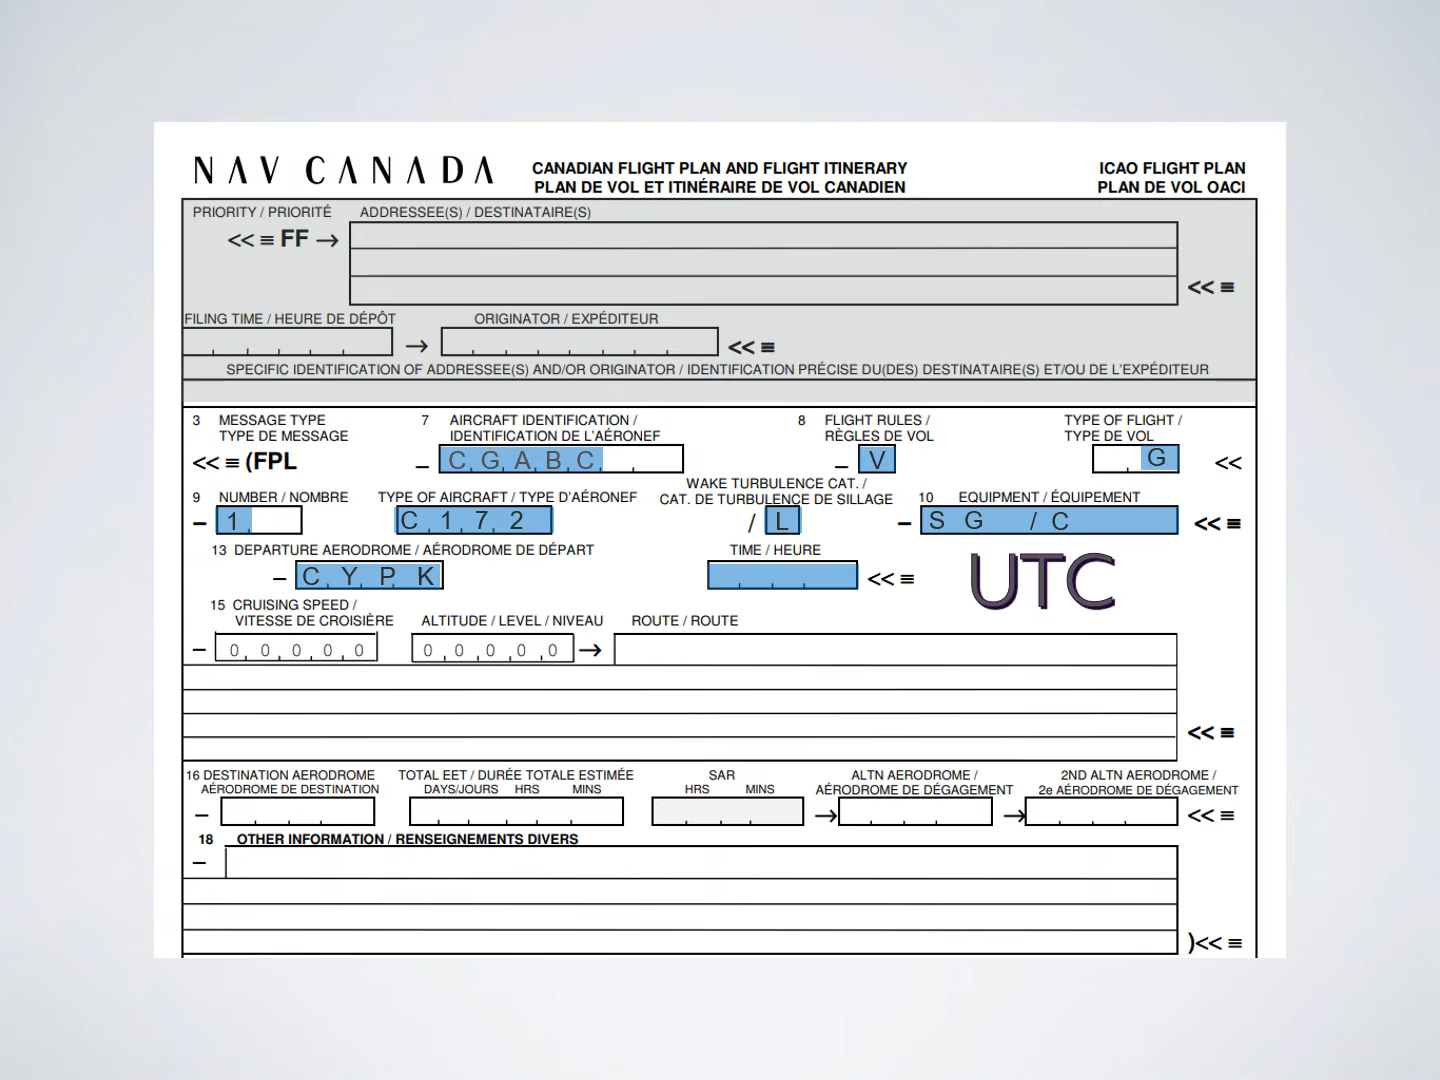 NAV CANADA
CANADIAN FLIGHT PLAN AND FLIGHT ITINERARY
PLAN DE VOL ET ITINÉRAIRE DE VOL CANADIEN
ICAO FLIGHT PLAN
PLAN DE VOL OACI
PRIORITY / PRIORITÉ ADDRESSEE(S) / DESTINATAIRE(S)
<< ≡ FF →
<< ≡
FILING TIME / HEURE DE DÉPÔT ORIGINATOR / EXPÉDITEUR
→ << ≡
SPECIFIC IDENTIFICATION OF ADDRESSEE(S) AND/OR ORIGINATOR / IDENTIFICATION PRÉCISE DU(DES) DESTINATAIRE(S) ET/OU DE L'EXPÉDITEUR
3 MESSAGE TYPE 7 AIRCRAFT IDENTIFICATION / 8 FLIGHT RULES / TYPE OF FLIGHT /
TYPE DE MESSAGE IDENTIFICATION DE L'AÉRONEF RÈGLES DE VOL TYPE DE VOL
<< ≡ (FPL – C G A B C – V G <<
WAKE TURBULENCE CAT. /
9 NUMBER / NOMBRE TYPE OF AIRCRAFT / TYPE D'AÉRONEF CAT. DE TURBULENCE DE SILLAGE 10 EQUIPMENT / ÉQUIPEMENT
– 1 C 1 7 2 / L – S G / C << ≡
13 DEPARTURE AERODROME / AÉRODROME DE DÉPART TIME / HEURE
– C Y P K << ≡ UTC
15 CRUISING SPEED /
VITESSE DE CROISIÈRE ALTITUDE / LEVEL / NIVEAU ROUTE / ROUTE
– 0 0 0 0 0 0 0 0 0 0 →
<< ≡
16 DESTINATION AERODROME TOTAL EET / DURÉE TOTALE ESTIMÉE SAR ALTN AERODROME / 2ND ALTN AERODROME /
AÉRODROME DE DESTINATION DAYS/JOURS HRS MINS HRS MINS AÉRODROME DE DÉGAGEMENT 2e AÉRODROME DE DÉGAGEMENT
– → → << ≡
18 OTHER INFORMATION / RENSEIGNEMENTS DIVERS
–
)<< ≡